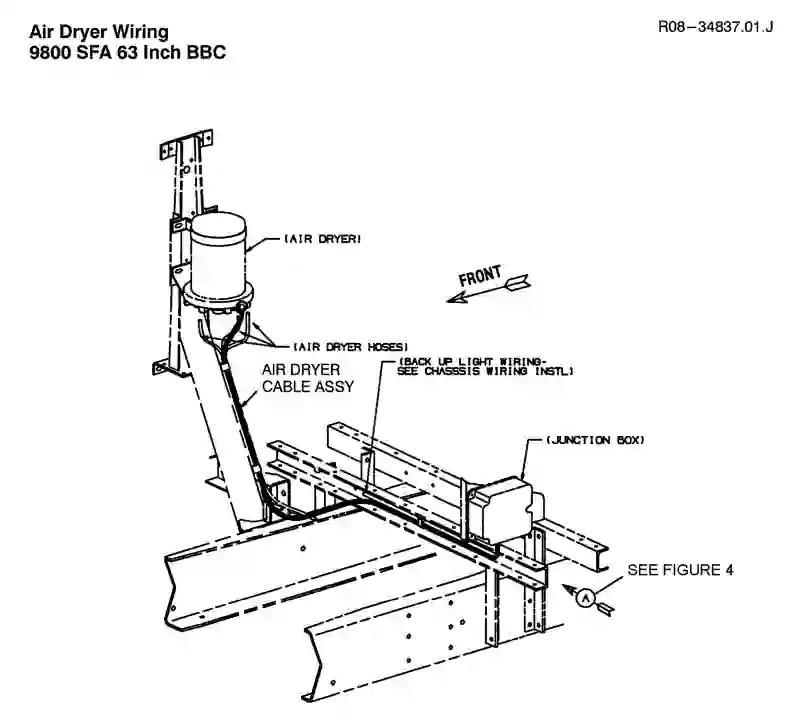 Air Dryer Wiring
9800 SFA 63 Inch BBC
R08-34837.01.J
(AIR DRYER)
FRONT
(AIR DRYER HOSES)
AIR DRYER
CABLE ASSY
(BACK UP LIGHT WIRING-
SEE CHASSSIS WIRING INSTL)
(JUNCTION BOX)
SEE FIGURE 4
A